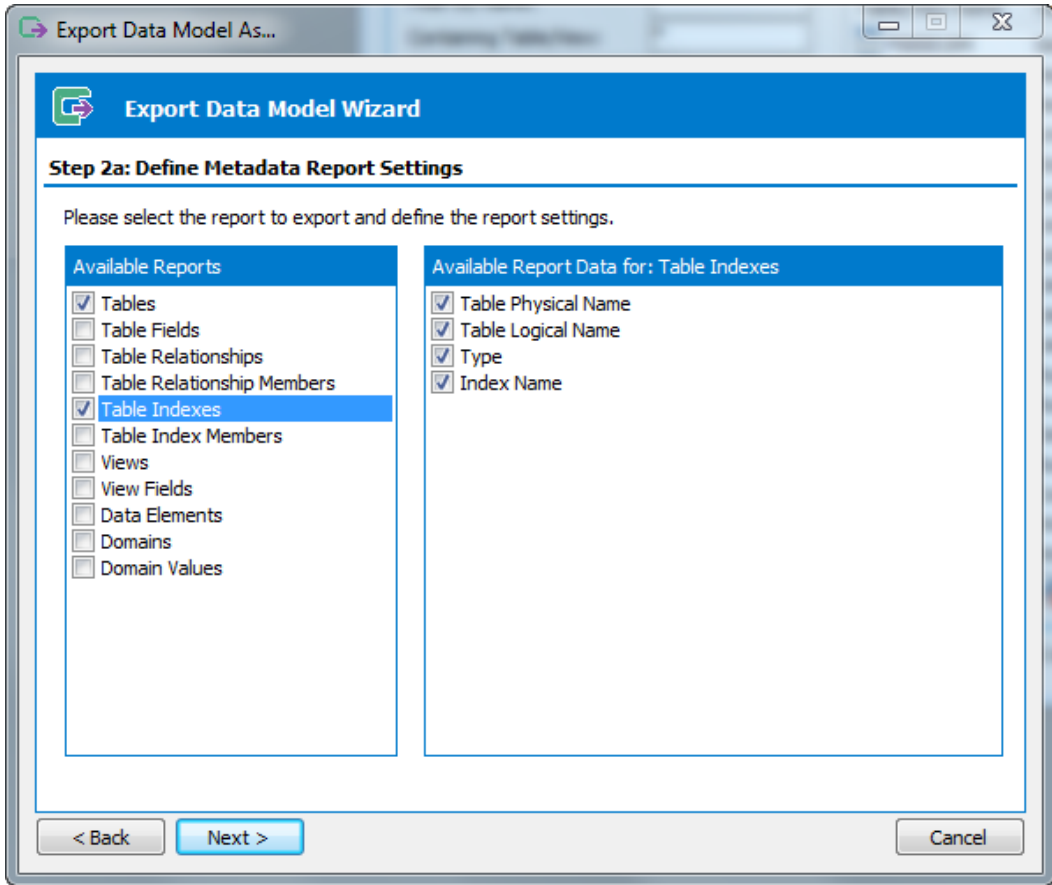 Export Data Model As...
Export Data Model Wizard
Step 2a: Define Metadata Report Settings
Please select the report to export and define the report settings.
Available Reports
Tables
Table Fields
Table Relationships
Table Relationship Members
Table Indexes
Table Index Members
Views
View Fields
Data Elements
Domains
Domain Values
Available Report Data for: Table Indexes
Table Physical Name
Table Logical Name
Type
Index Name
< Back
Next >
Cancel